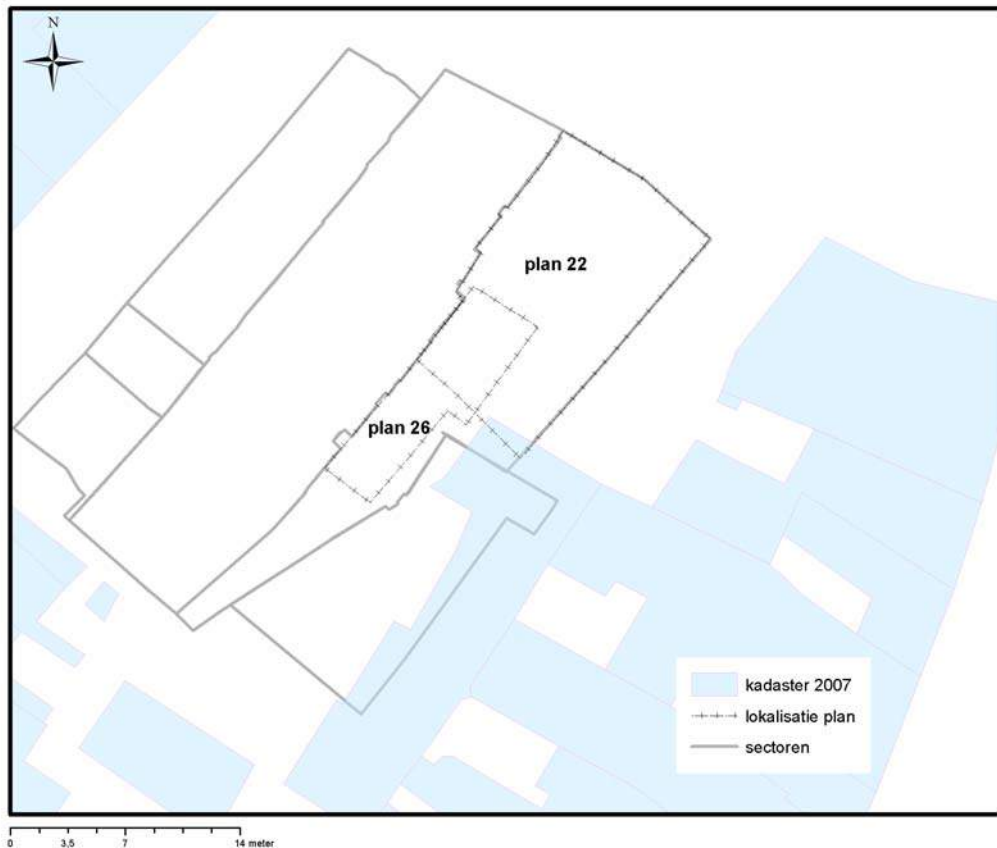 N
plan 22
plan 26
kadaster 2007
lokalisatie plan
sectoren
0 3,5 7 14 meter